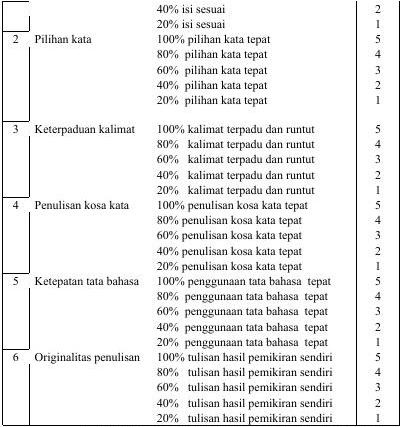 40% isi sesuai 2
20% isi sesuai 1
2 Pilihan kata 100% pilihan kata tepat 5
80% pilihan kata tepat 4
60% pilihan kata tepat 3
40% pilihan kata tepat 2
20% pilihan kata tepat 1
3 Keterpaduan kalimat 100% kalimat terpadu dan runtut 5
80% kalimat terpadu dan runtut 4
60% kalimat terpadu dan runtut 3
40% kalimat terpadu dan runtut 2
20% kalimat terpadu dan runtut 1
4 Penulisan kosa kata 100% penulisan kosa kata tepat 5
80% penulisan kosa kata tepat 4
60% penulisan kosa kata tepat 3
40% penulisan kosa kata tepat 2
20% penulisan kosa kata tepat 1
5 Ketepatan tata bahasa 100% penggunaan tata bahasa tepat 5
80% penggunaan tata bahasa tepat 4
60% penggunaan tata bahasa tepat 3
40% penggunaan tata bahasa tepat 2
20% penggunaan tata bahasa tepat 1
6 Originalitas penulisan 100% tulisan hasil pemikiran sendiri 5
80% tulisan hasil pemikiran sendiri 4
60% tulisan hasil pemikiran sendiri 3
40% tulisan hasil pemikiran sendiri 2
20% tulisan hasil pemikiran sendiri 1